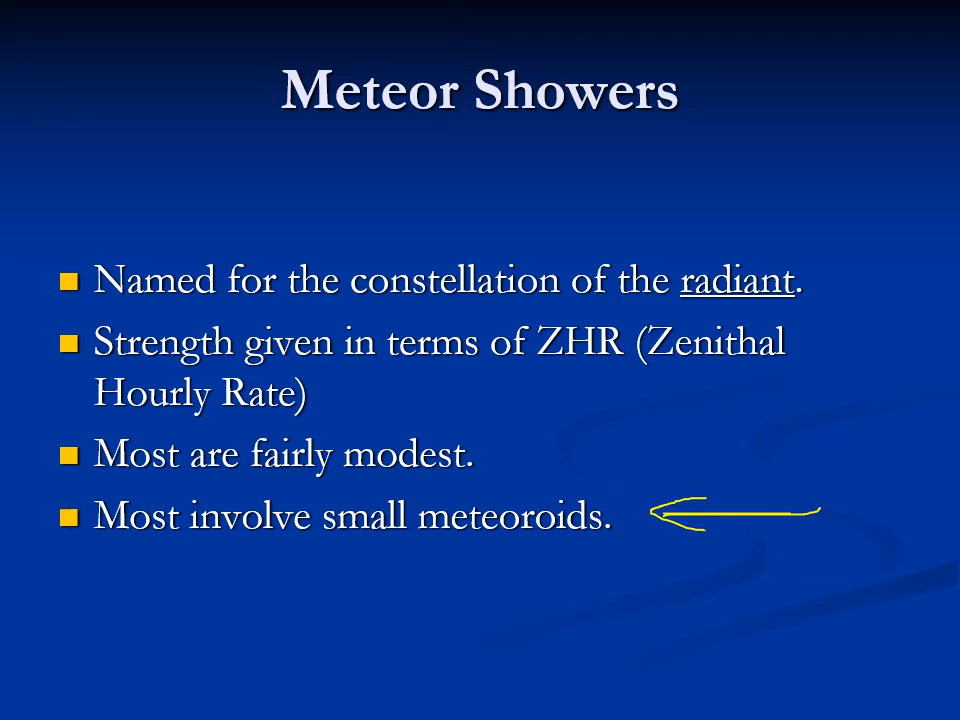 Meteor Showers
Named for the constellation of the radiant.
Strength given in terms of ZHR (Zenithal
Hourly Rate)
Most are fairly modest.
Most involve small meteoroids.